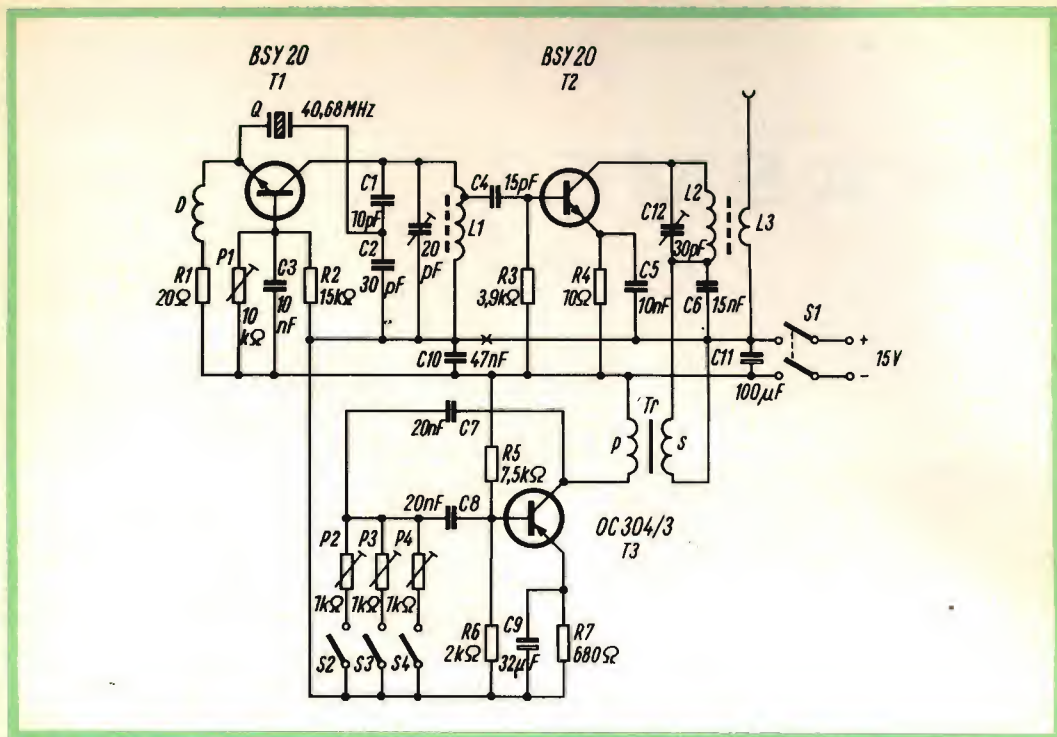 BSY 20
T1
BSY 20
T2
Q
40,68 MHz
D
C1
10pF
C2
30 pF
20
pF
L1
C4
15pF
C12
30pF
L2
L3
R1
20Ω
P1
10
kΩ
C3
10
nF
R2
15kΩ
R3
3,9kΩ
R4
10Ω
C5
10nF
C6
15nF
S1
+
15V
-
C10
47nF
C11
100µF
20nF
C7
R5
7,5kΩ
Tr
p
s
20nF
C8
OC 304/3
T3
P2
P3
P4
1kΩ
1kΩ
1kΩ
S2
S3
S4
R6
2kΩ
C9
32µF
R7
680Ω